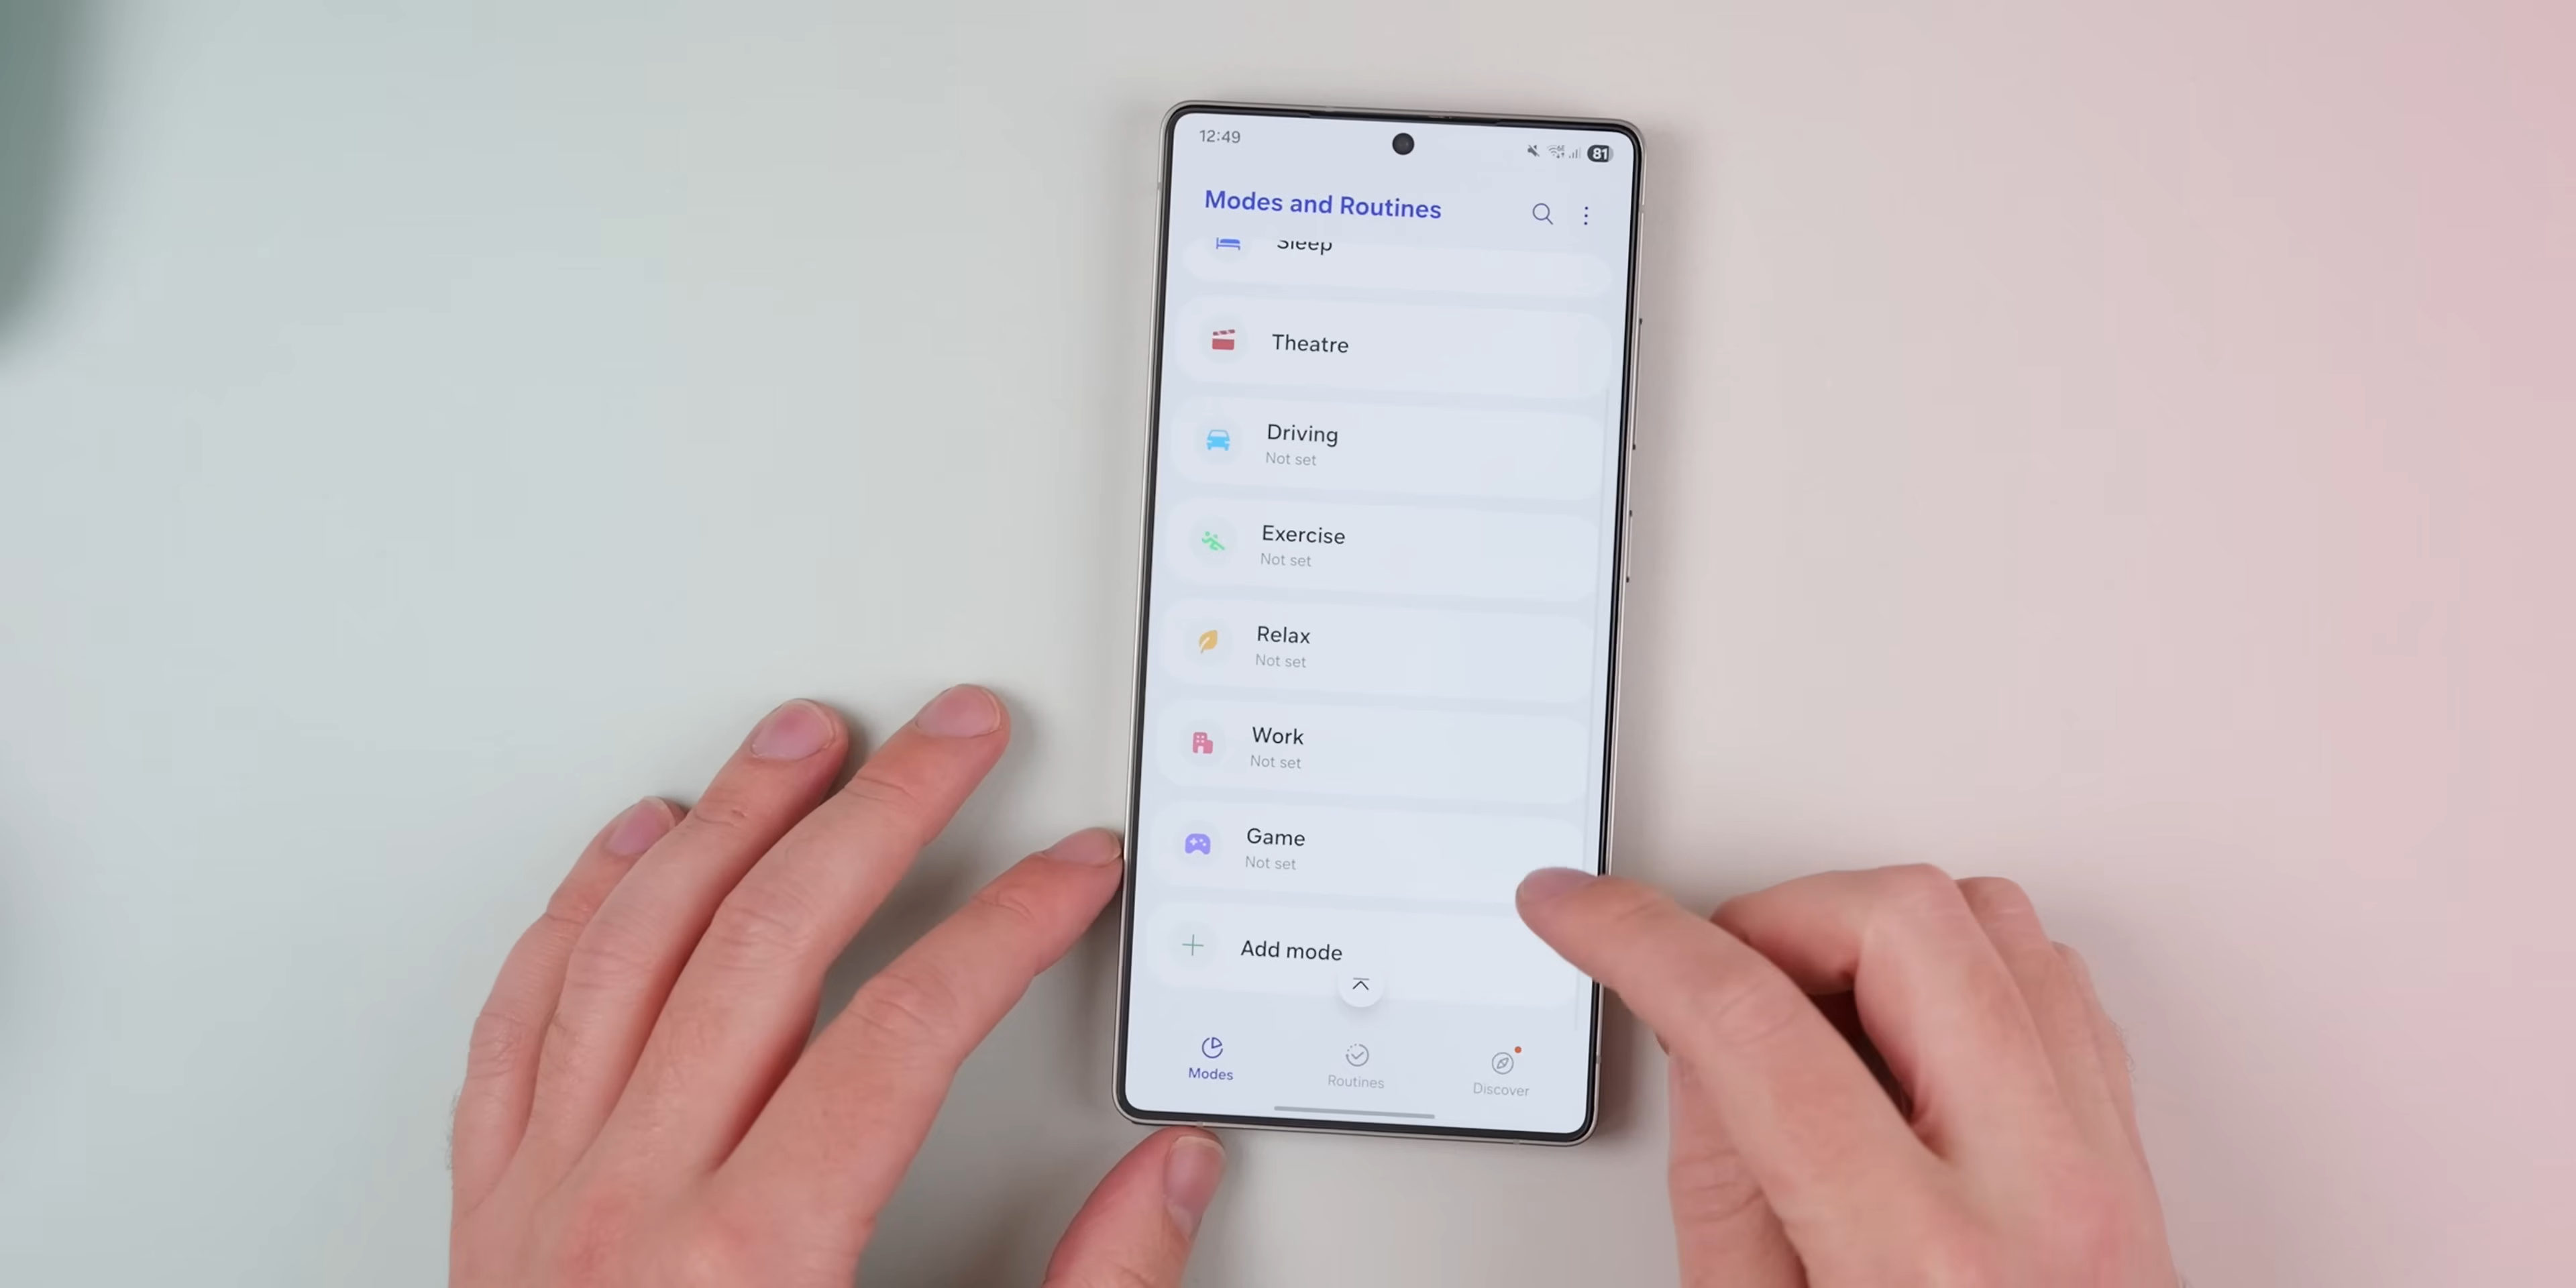 12:49
81
Modes and Routines
Sleep
Theatre
Driving
Not set
Exercise
Not set
Relax
Not set
Work
Not set
Game
Not set
Add mode
Modes
Routines
Discover